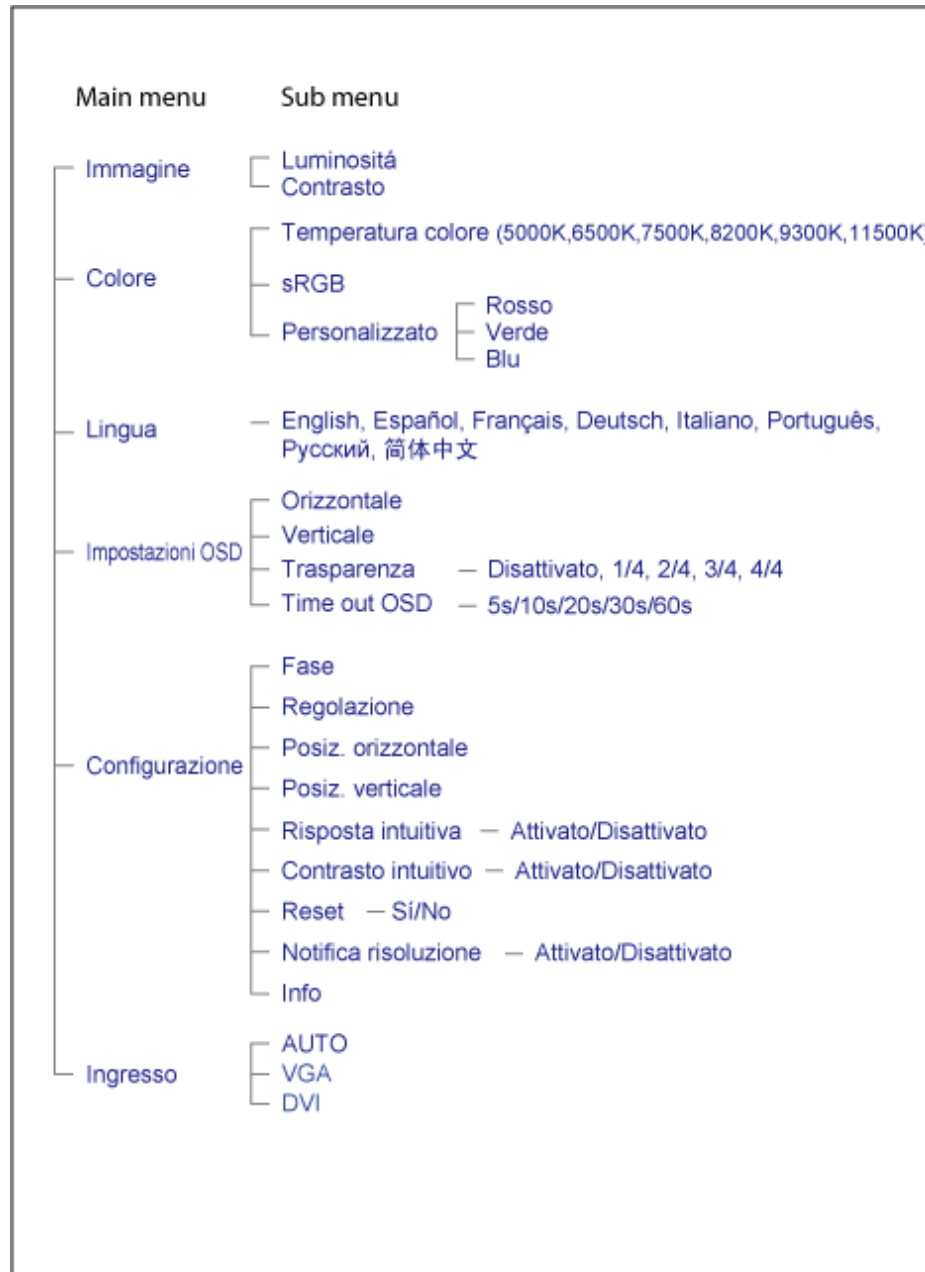 Main menu Sub menu
Immagine
Luminositá
Contrasto
Colore
Temperatura colore (5000K,6500K,7500K,8200K,9300K,11500K)
sRGB
Personalizzato
Rosso
Verde
Blu
Lingua
English, Español, Français, Deutsch, Italiano, Português,
Русский, 简体中文
Impostazioni OSD
Orizzontale
Verticale
Trasparenza — Disattivato, 1/4, 2/4, 3/4, 4/4
Time out OSD — 5s/10s/20s/30s/60s
Configurazione
Fase
Regolazione
Posiz. orizzontale
Posiz. verticale
Risposta intuitiva — Attivato/Disattivato
Contrasto intuitivo — Attivato/Disattivato
Reset — Sí/No
Notifica risoluzione — Attivato/Disattivato
Info
Ingresso
AUTO
VGA
DVI